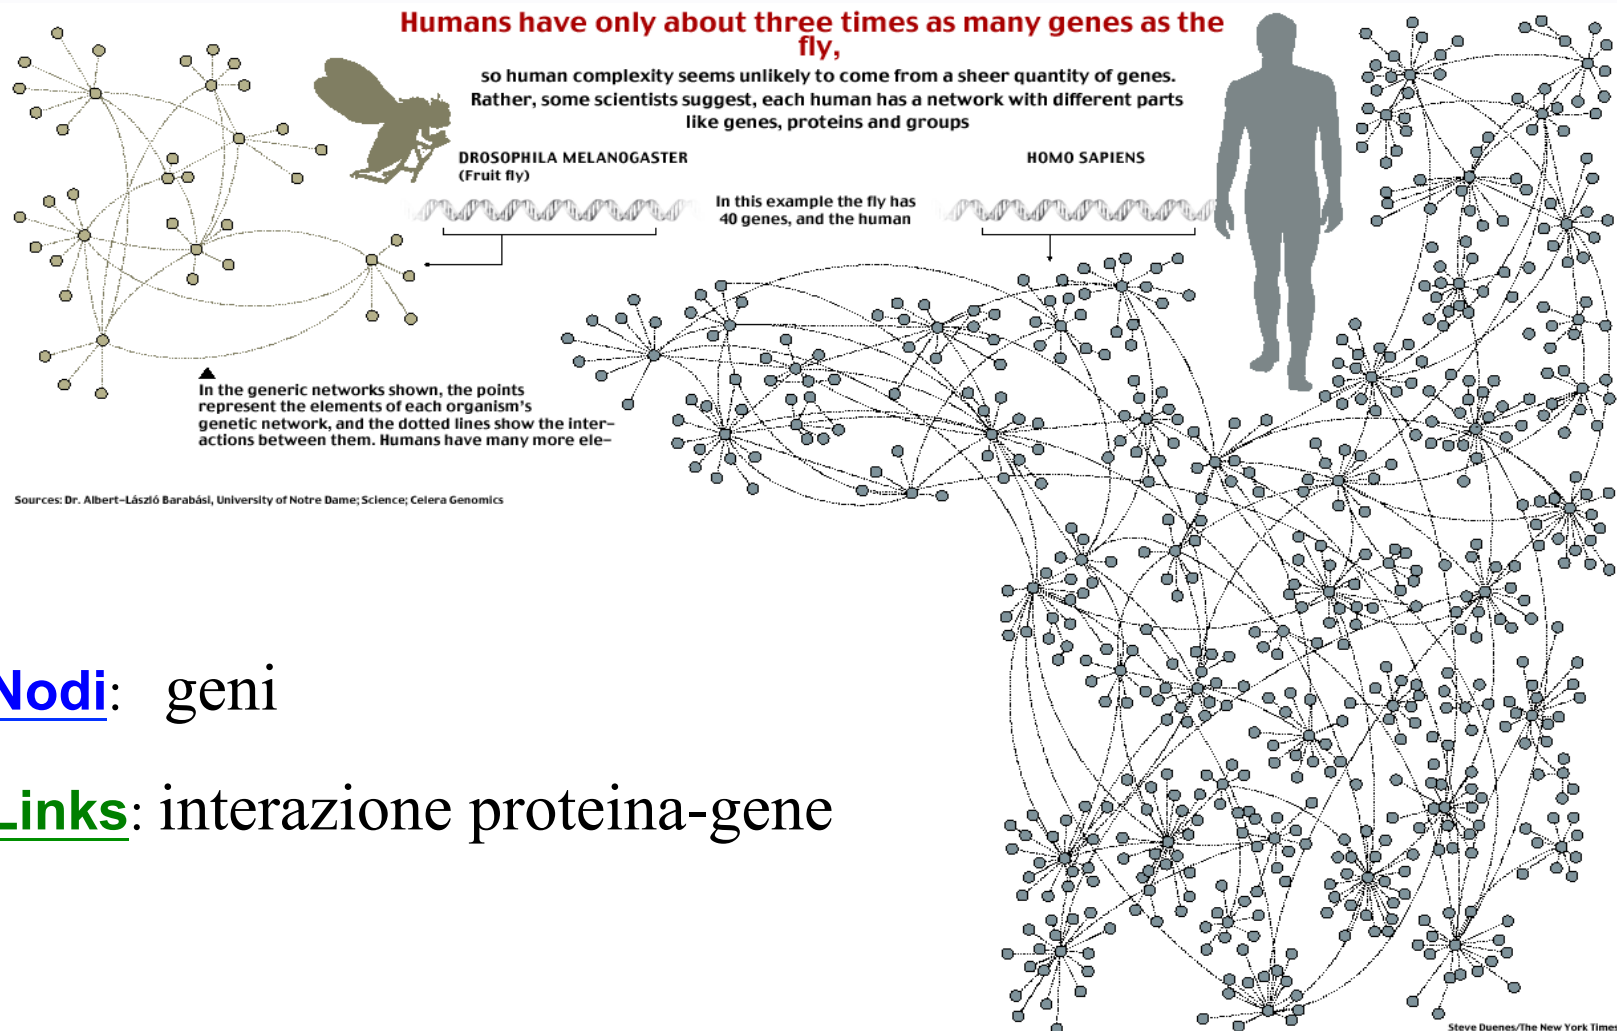 Humans have only about three times as many genes as the
fly,
so human complexity seems unlikely to come from a sheer quantity of genes.
Rather, some scientists suggest, each human has a network with different parts
like genes, proteins and groups
DROSOPHILA MELANOGASTER
(Fruit fly)
HOMO SAPIENS
In this example the fly has
40 genes, and the human
In the generic networks shown, the points
represent the elements of each organism's
genetic network, and the dotted lines show the inter-
actions between them. Humans have many more ele-
Sources: Dr. Albert-László Barabási, University of Notre Dame; Science; Celera Genomics
Nodi: geni
Links: interazione proteina-gene
Steve Duenes/The New York Times